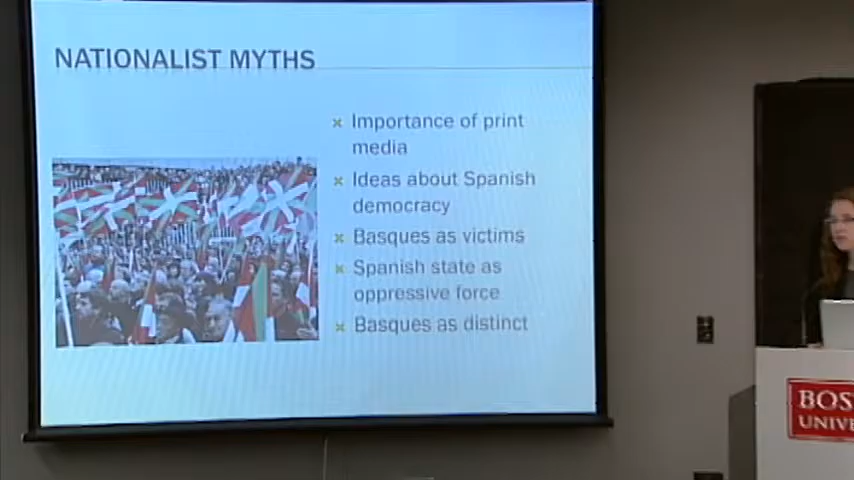 NATIONALIST MYTHS
Importance of print
media
Ideas about Spanish
democracy
Basques as victims
Spanish state as
oppressive force
Basques as distinct
BOS
UNIVE